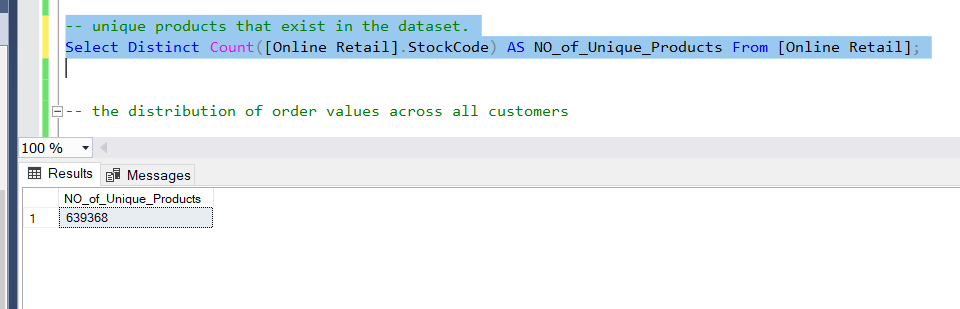 -- unique products that exist in the dataset.
Select Distinct Count([Online Retail].StockCode) AS NO_of_Unique_Products From [Online Retail];
-- the distribution of order values across all customers
100 %
Results Messages
NO_of_Unique_Products
1 639368